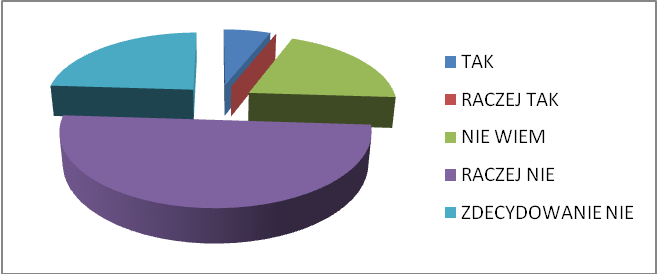 TAK
RACZEJ TAK
NIE WIEM
RACZEJ NIE
ZDECYDOWANIE NIE